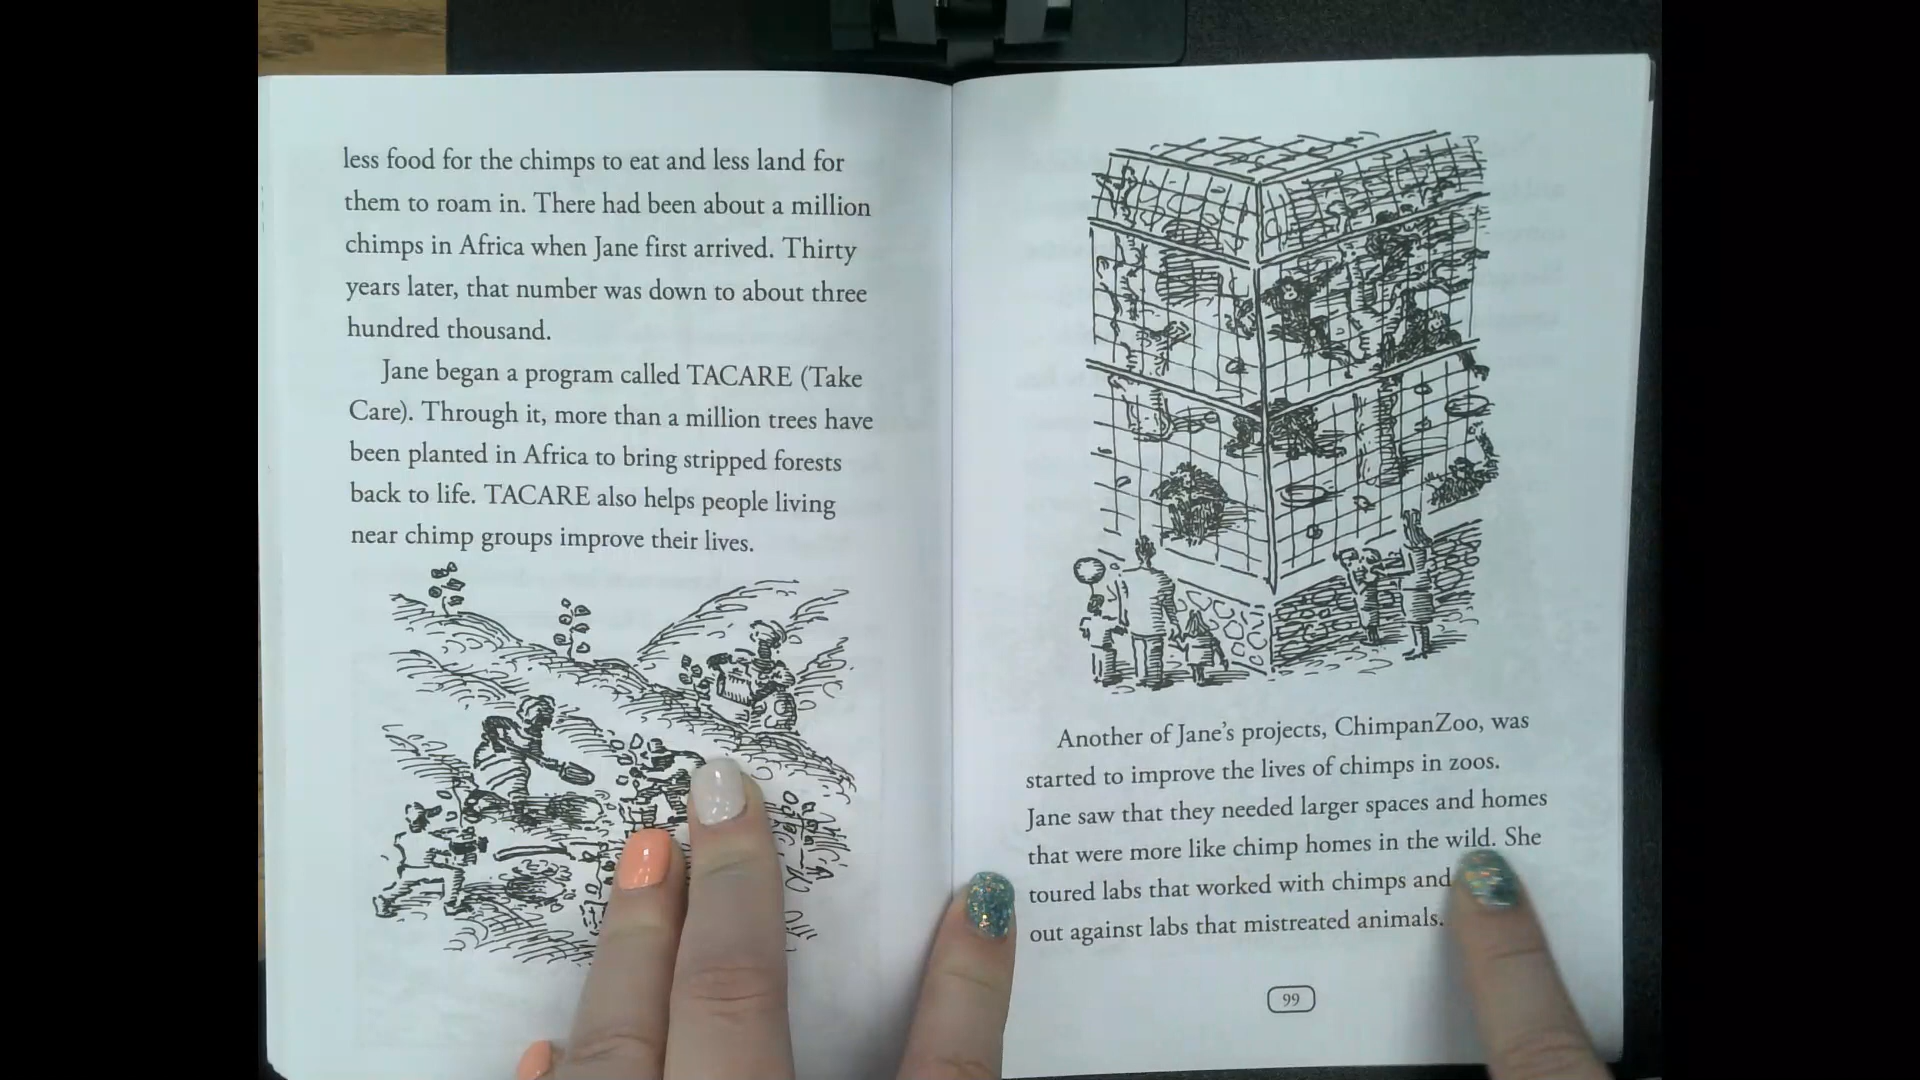 less food for the chimps to eat and less land for
them to roam in. There had been about a million
chimps in Africa when Jane first arrived. Thirty
years later, that number was down to about three
hundred thousand.
Jane began a program called TACARE (Take
Care). Through it, more than a million trees have
been planted in Africa to bring stripped forests
back to life. TACARE also helps people living
near chimp groups improve their lives.
Another of Jane's projects, ChimpanZoo, was
started to improve the lives of chimps in zoos.
Jane saw that they needed larger spaces and homes
that were more like chimp homes in the wild. She
toured labs that worked with chimps and
out against labs that mistreated animals.
99